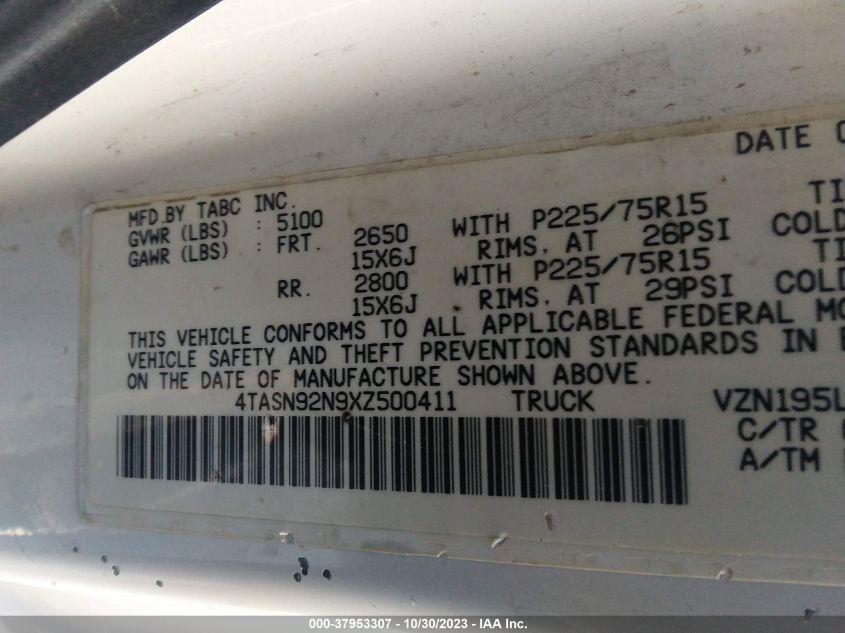 DATE
MFD.BY TABC INC.
GVWR (LBS) : 5100
GAWR (LBS) : FRT. 2650 WITH P225/75R15
15X6J RIMS, AT 26PSI COLD
RR. 2800 WITH P225/75R15
15X6J RIMS, AT 29PSI COLD
THIS VEHICLE CONFORMS TO ALL APPLICABLE FEDERAL
VEHICLE SAFETY AND THEFT PREVENTION STANDARDS IN
ON THE DATE OF MANUFACTURE SHOWN ABOVE.
4TASN92N9XZ500411 TRUCK VZN195L
C/TR
A/TM
000-37953307 | 10/30/2023 - IAA Inc.